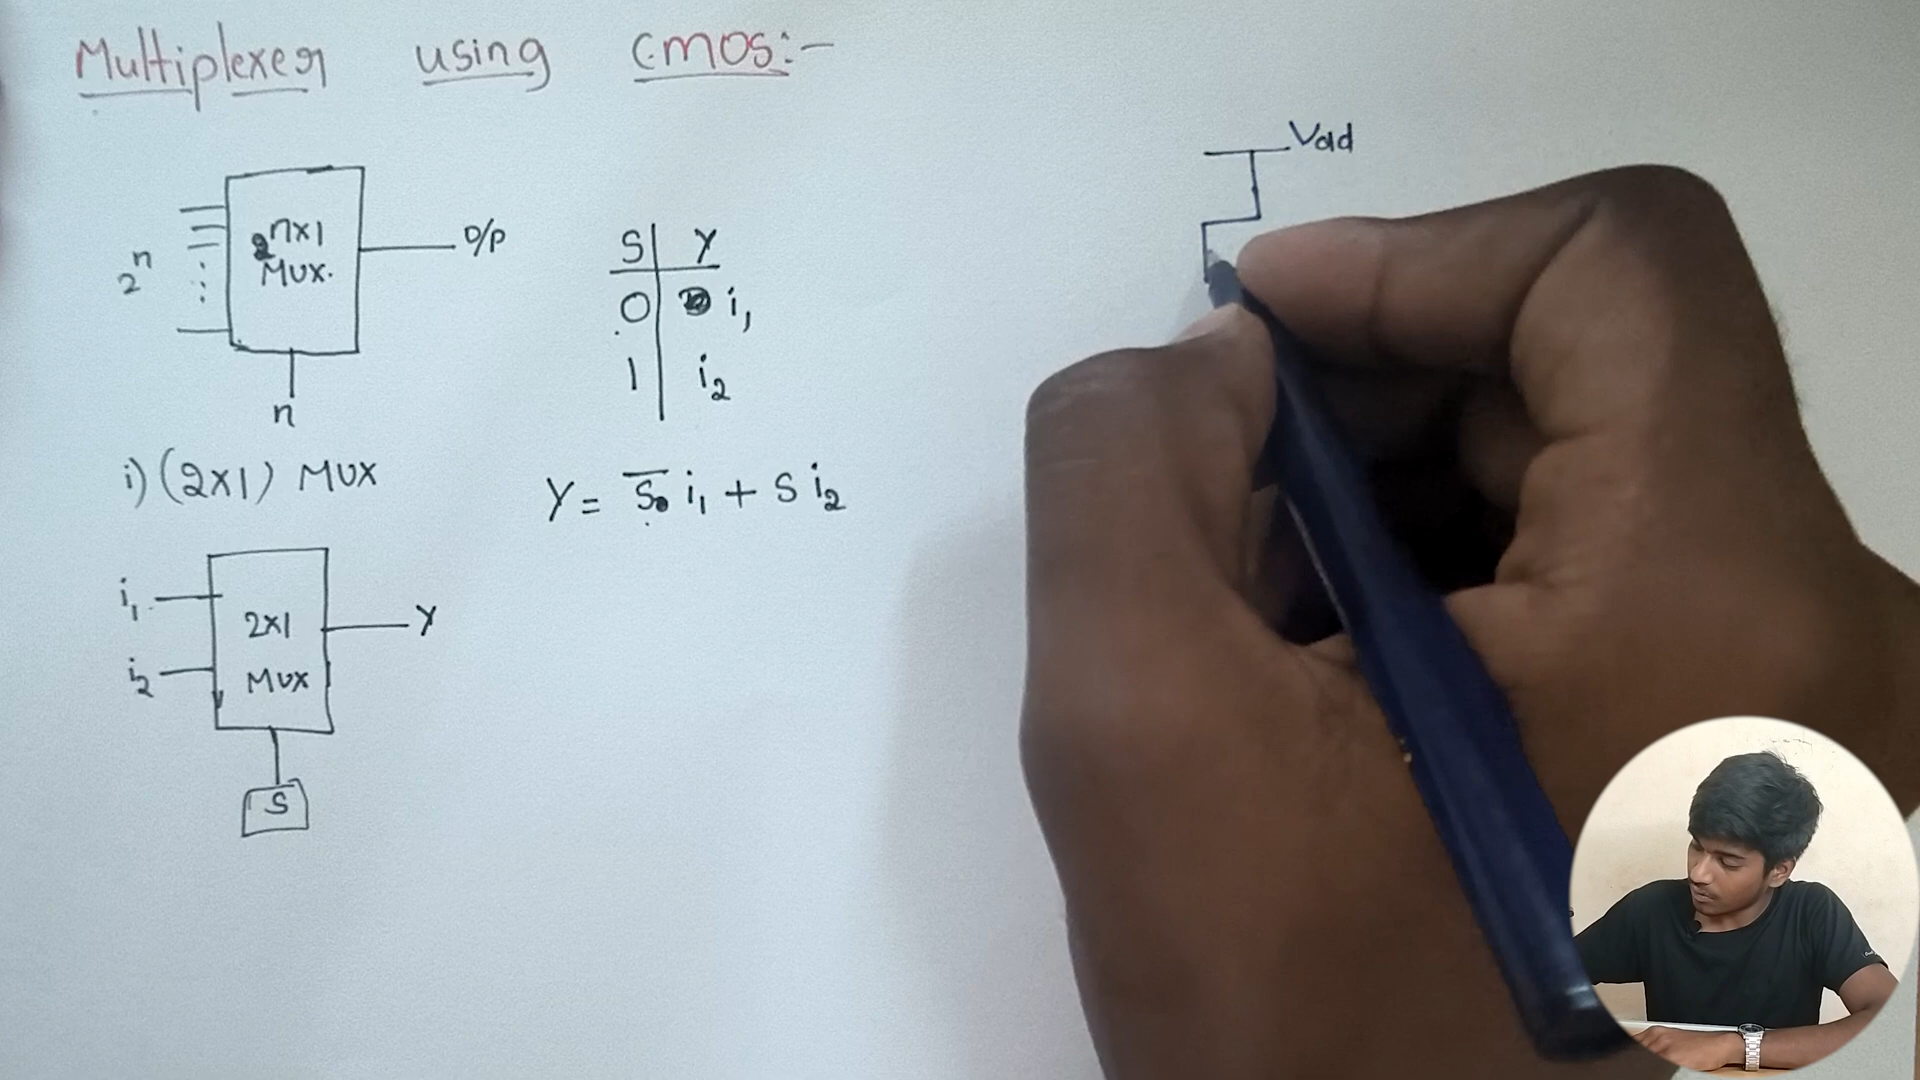 Multiplexer using CMOS:-
Vdd
2ⁿx1
MUX.
2ⁿ
O/P
n
S Y
0 i₁
1 i₂
i) (2x1) MUX
Y = S̅ i₁ + S i₂
i₁
i₂
2x1
MUX
Y
S